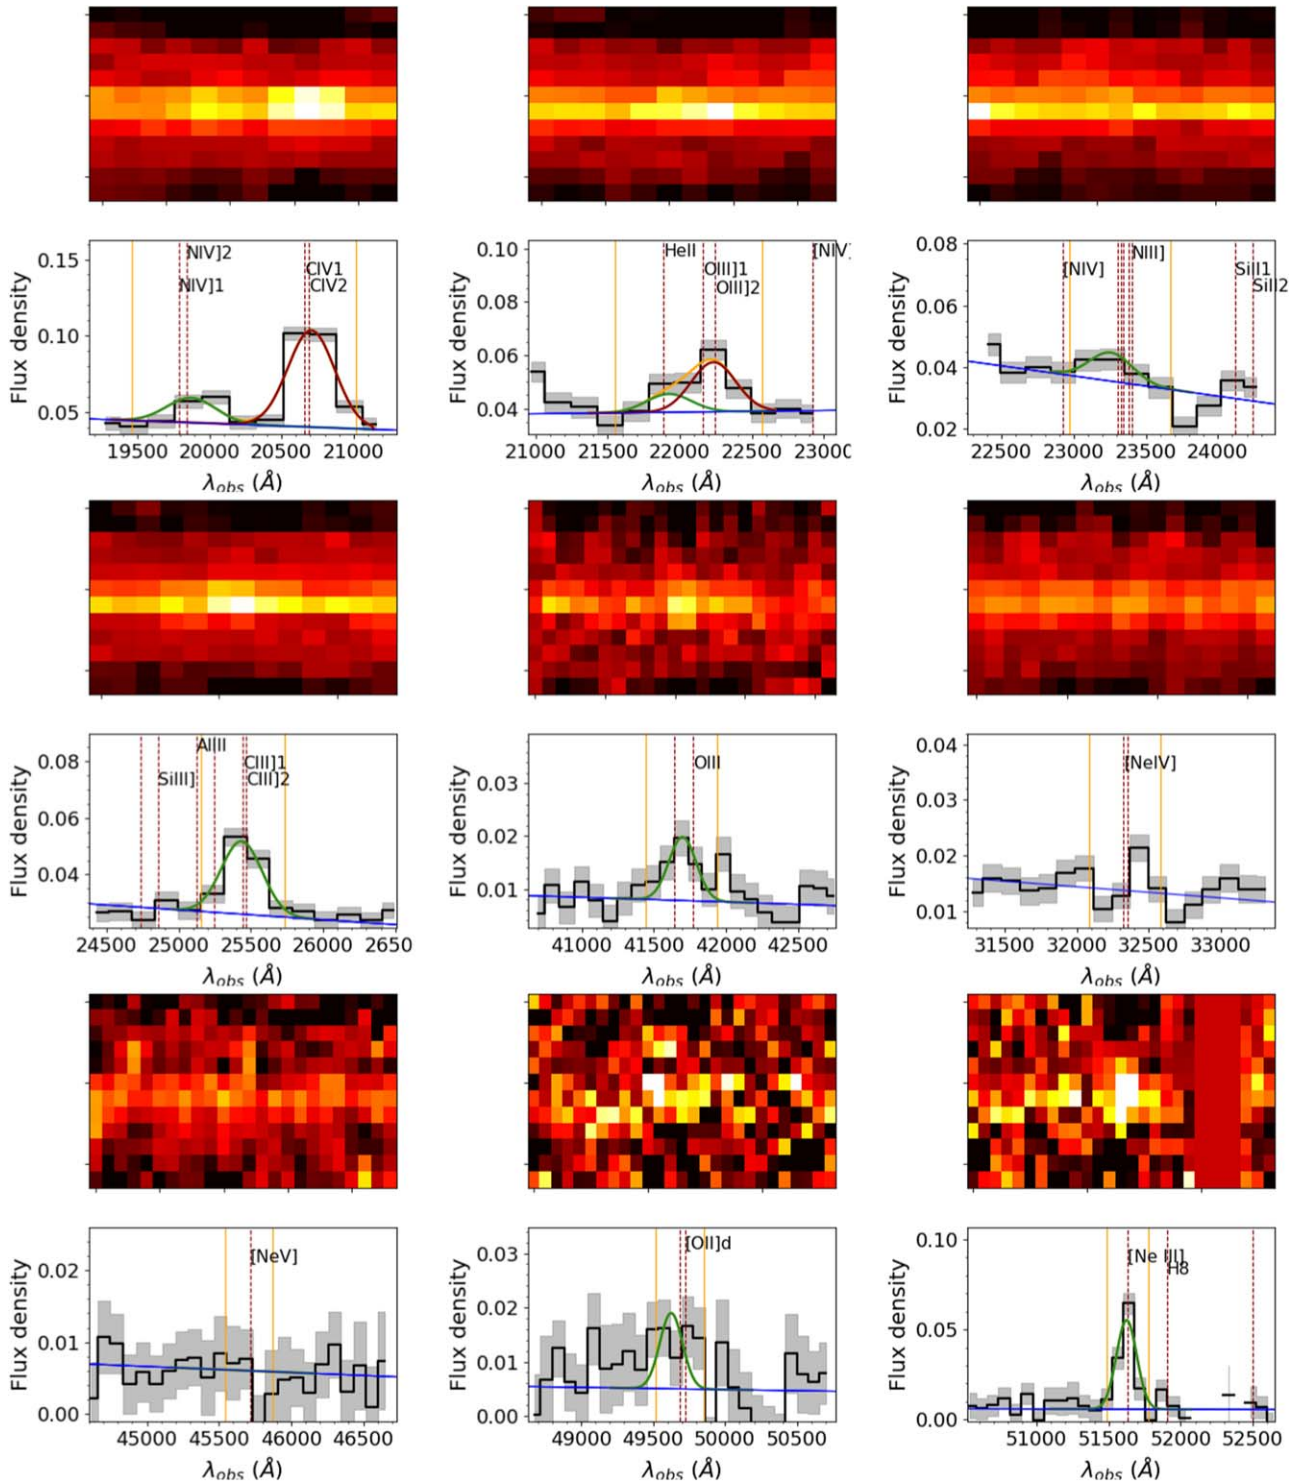 0.15
0.10
0.05
Flux density
NIV]2
NIV]1
CIV1
CIV2
19500 20000 20500 21000
λobs (Å)
0.10
0.08
0.06
0.04
Flux density
HeII
OIII]1
OIII]2
[NIV]
21000 21500 22000 22500 23000
λobs (Å)
0.08
0.06
0.04
0.02
Flux density
[NIV]
NIII]
SiII1
SiII2
22500 23000 23500 24000
λobs (Å)
0.08
0.06
0.04
Flux density
AlIII
SiIII]
CIII]1
CIII]2
24500 25000 25500 26000 2650
λobs (Å)
0.03
0.02
0.01
Flux density
OIII
41000 41500 42000 42500
λobs (Å)
0.04
0.03
0.02
0.01
Flux density
[NeIV]
31500 32000 32500 33000
λobs (Å)
0.02
0.01
0.00
Flux density
[NeV]
45000 45500 46000 46500
λobs (Å)
0.03
0.02
0.01
0.00
Flux density
[OII]d
49000 49500 50000 50500
λobs (Å)
0.10
0.05
0.00
Flux density
[Ne III]
H8
51000 51500 52000 52500
λobs (Å)